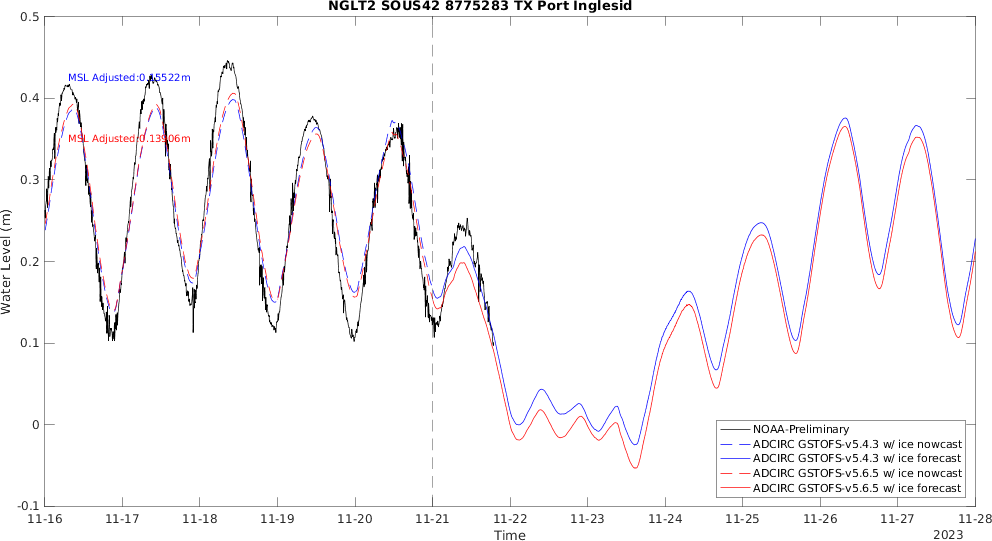 NGLT2 SOUS42 8775283 TX Port Inglesid
0.5
0.4
0.3
0.2
0.1
0
-0.1
Water Level (m)
MSL Adjusted:0.15522m
MSL Adjusted:0.13906m
NOAA-Preliminary
ADCIRC GSTOFS-v5.4.3 w/ ice nowcast
ADCIRC GSTOFS-v5.4.3 w/ ice forecast
ADCIRC GSTOFS-v5.6.5 w/ ice nowcast
ADCIRC GSTOFS-v5.6.5 w/ ice forecast
11-16 11-17 11-18 11-19 11-20 11-21 11-22 11-23 11-24 11-25 11-26 11-27 11-28
Time
2023